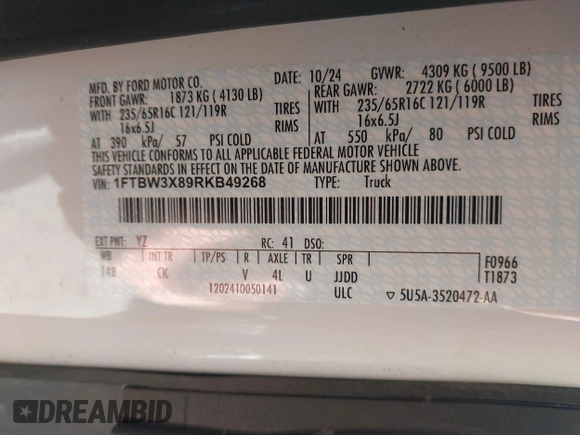 MFD. BY FORD MOTOR CO. DATE: 10/24 GVWR: 4309 KG ( 9500 LB)
FRONT GAWR: 1873 KG ( 4130 LB) REAR GAWR: 2722 KG ( 6000 LB)
WITH 235/65R16C 121/119R TIRES WITH 235/65R16C 121/119R TIRES
16x6.5J RIMS 16x6.5J RIMS
AT 390 kPa/ 57 PSI COLD AT 550 kPa/ 80 PSI COLD
THIS VEHICLE CONFORMS TO ALL APPLICABLE FEDERAL MOTOR VEHICLE
SAFETY STANDARDS IN EFFECT ON THE DATE OF MANUFACTURE SHOWN ABOVE.
VIN: 1FTBW3X89RKB49268 TYPE: Truck
EXT PNT: YZ RC: 41 DSO:
WB INT TR TP/PS R AXLE TR SPR F0966
148 CK V 4L U JJDD T1873
1202410050141 ULC ▽ 5U5A-3520472-AA
DREAMBID